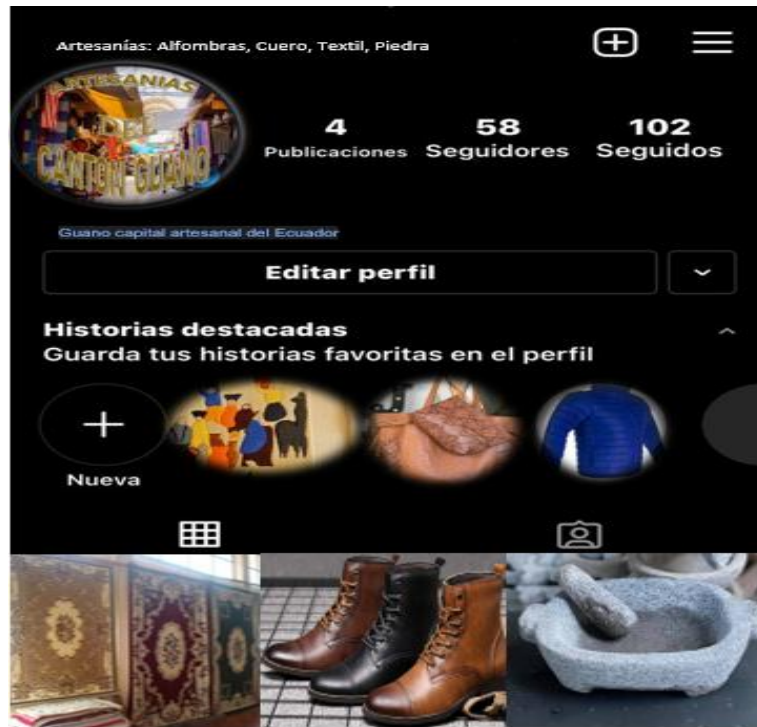 Artesanías: Alfombras, Cuero, Textil, Piedra
ARTESANIAS
DEL
CANTÓN GUANO
4
Publicaciones
58
Seguidores
102
Seguidos
Guano capital artesanal del Ecuador
Editar perfil
Historias destacadas
Guarda tus historias favoritas en el perfil
Nueva